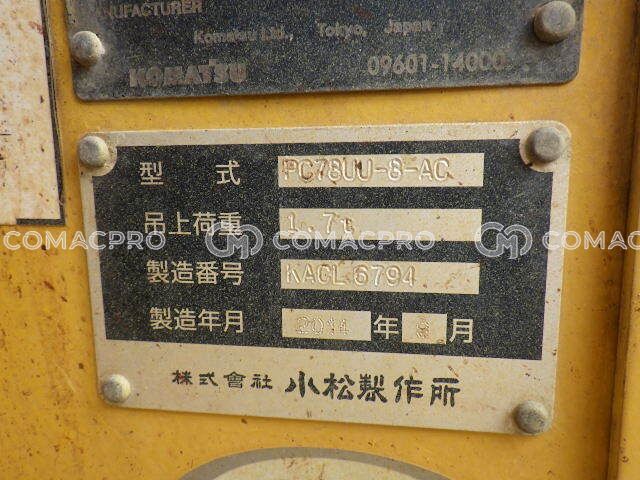 MANUFACTURER
Komatsu Ltd., Tokyo, Japan
KOMATSU 09601-14000
型 式 PC78UU-8-AC
吊上荷重 1.7t
COMACPRO COMACPRO COMACPRO
製造番号 KACL 6794
製造年月 2014 年 月
株式會社 小松製作所